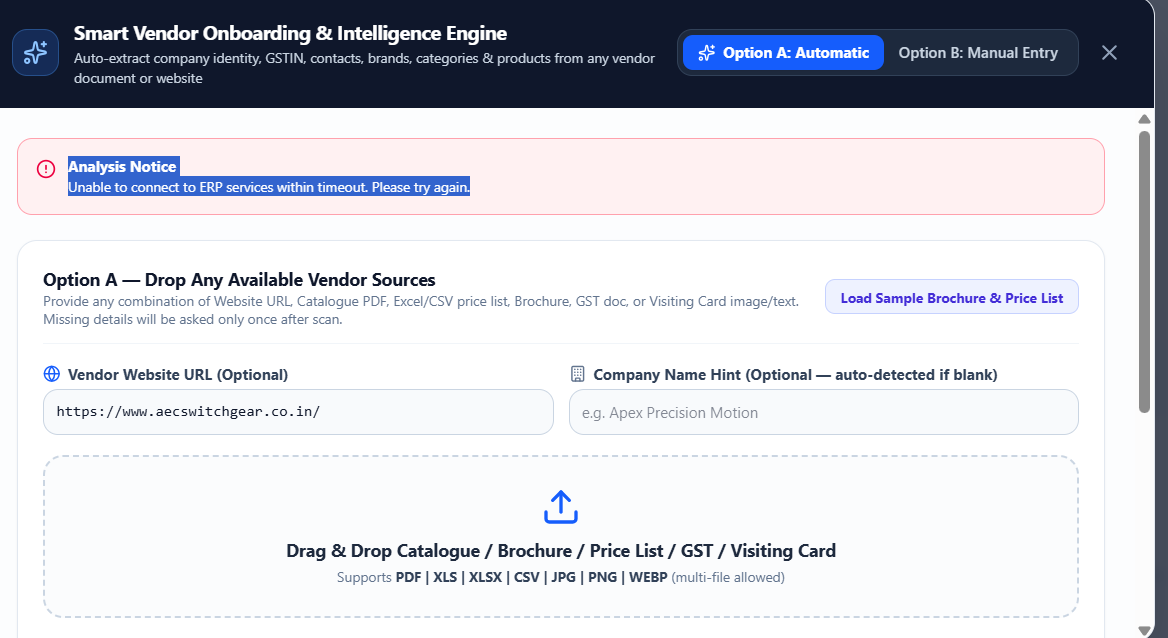 Smart Vendor Onboarding & Intelligence Engine
Auto-extract company identity, GSTIN, contacts, brands, categories & products from any vendor
document or website
Option A: Automatic
Option B: Manual Entry
Analysis Notice
Unable to connect to ERP services within timeout. Please try again.
Option A — Drop Any Available Vendor Sources
Provide any combination of Website URL, Catalogue PDF, Excel/CSV price list, Brochure, GST doc, or Visiting Card image/text.
Missing details will be asked only once after scan.
Load Sample Brochure & Price List
Vendor Website URL (Optional)
Company Name Hint (Optional — auto-detected if blank)
https://www.aecswitchgear.co.in/
e.g. Apex Precision Motion
Drag & Drop Catalogue / Brochure / Price List / GST / Visiting Card
Supports PDF | XLS | XLSX | CSV | JPG | PNG | WEBP (multi-file allowed)